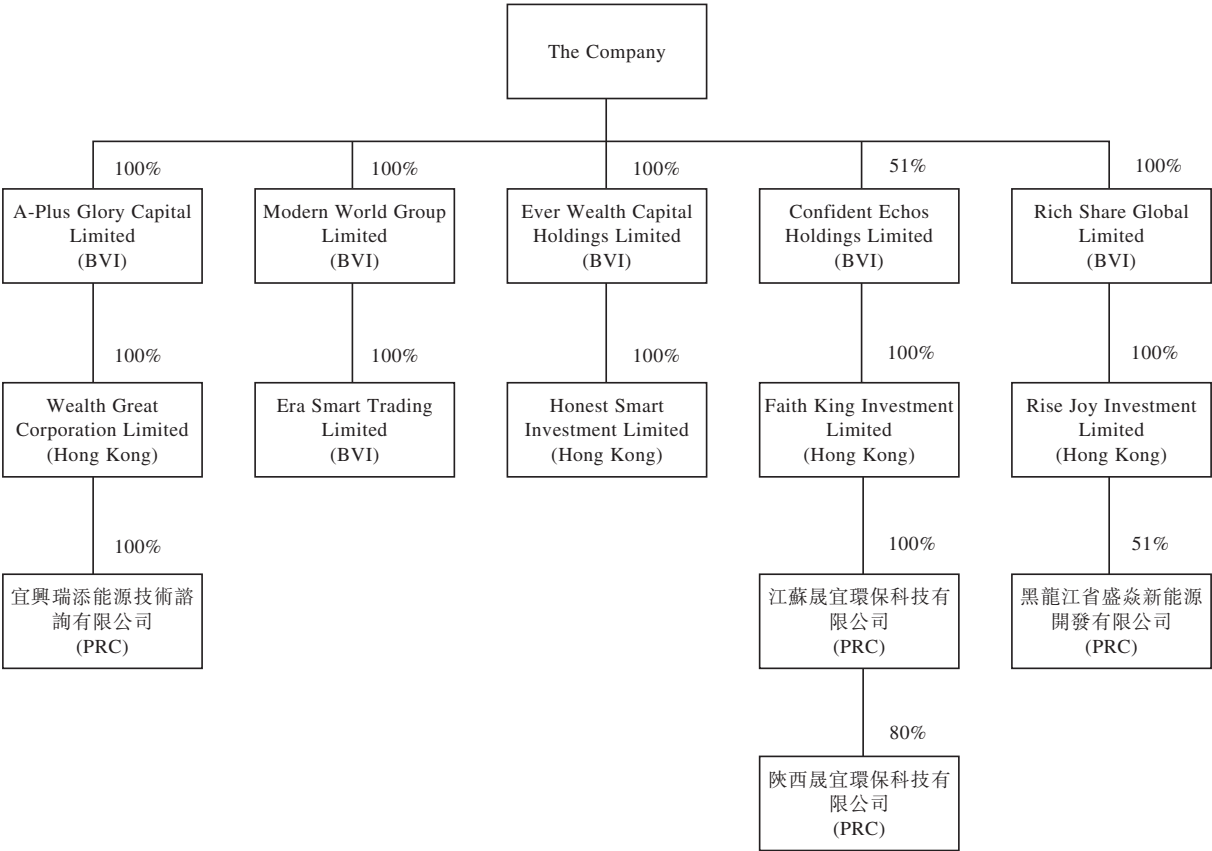 The Company
100%
100%
100%
51%
100%
A-Plus Glory Capital
Limited
(BVI)
Modern World Group
Limited
(BVI)
Ever Wealth Capital
Holdings Limited
(BVI)
Confident Echos
Holdings Limited
(BVI)
Rich Share Global
Limited
(BVI)
100%
100%
100%
100%
100%
Wealth Great
Corporation Limited
(Hong Kong)
Era Smart Trading
Limited
(BVI)
Honest Smart
Investment Limited
(Hong Kong)
Faith King Investment
Limited
(Hong Kong)
Rise Joy Investment
Limited
(Hong Kong)
100%
100%
51%
宜興瑞添能源技術諮
詢有限公司
(PRC)
江蘇晟宜環保科技有
限公司
(PRC)
黑龍江省盛焱新能源
開發有限公司
(PRC)
80%
陝西晟宜環保科技有
限公司
(PRC)